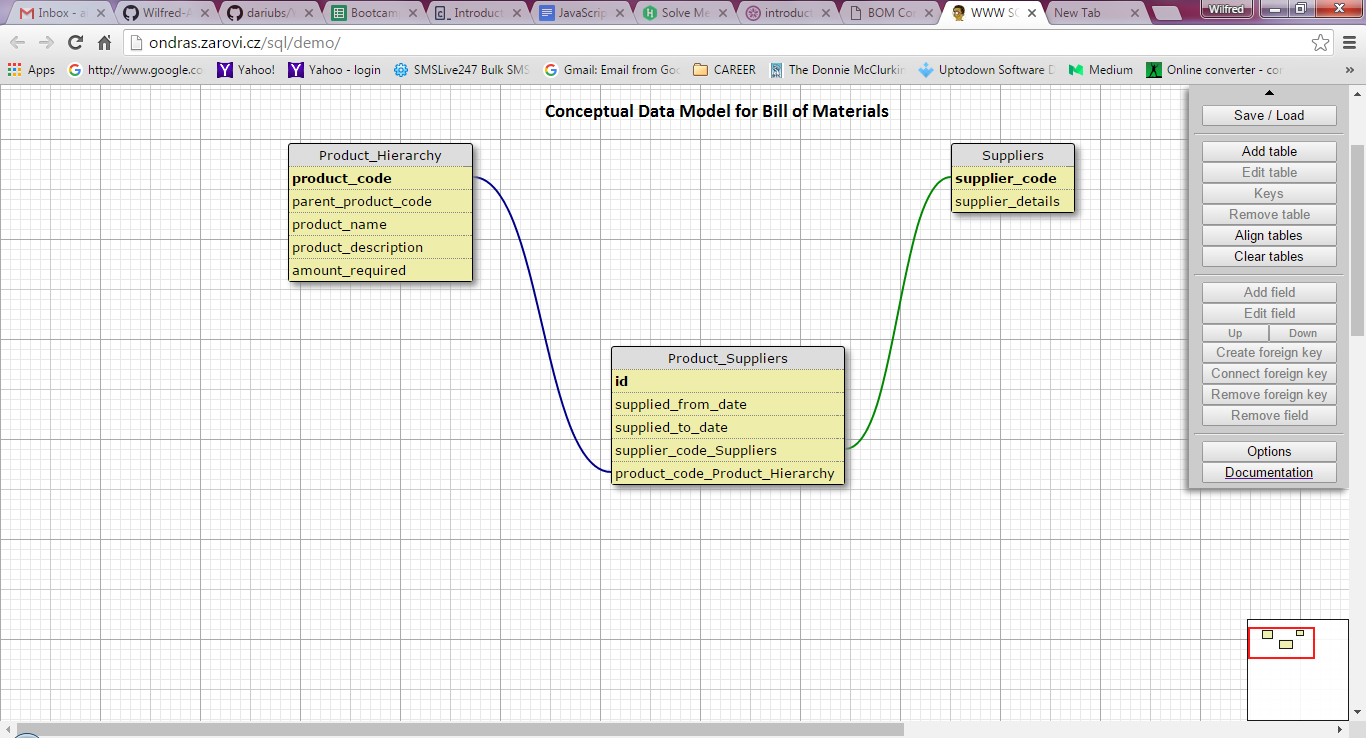 Inbox - a
Wilfred-A
dariubs/
Bootcam
Introduct
JavaScrip
Solve Me
introduct
BOM Co
WWW SC
New Tab
Wilfred
ondras.zarovi.cz/sql/demo/
Apps
http://www.google.co
Yahoo!
Yahoo - login
SMSLive247 Bulk SMS
Gmail: Email from Goo
CAREER
The Donnie McClurkin
Uptodown Software D
Medium
Online converter - con
»
Conceptual Data Model for Bill of Materials
Product_Hierarchy
product_code
parent_product_code
product_name
product_description
amount_required
Suppliers
supplier_code
supplier_details
Product_Suppliers
id
supplied_from_date
supplied_to_date
supplier_code_Suppliers
product_code_Product_Hierarchy
Save / Load
Add table
Edit table
Keys
Remove table
Align tables
Clear tables
Add field
Edit field
Up Down
Create foreign key
Connect foreign key
Remove foreign key
Remove field
Options
Documentation